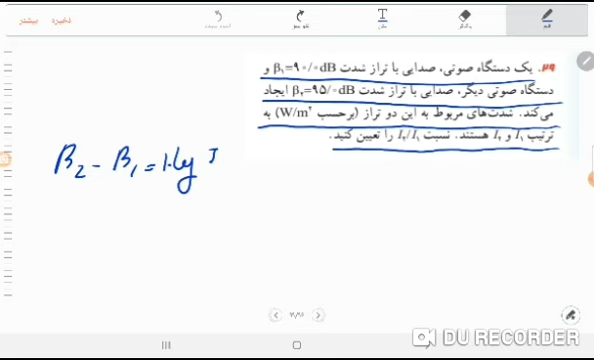 ذخیره
بیشتر
متن
پاک‌کن
قلم
۲۹. یک دستگاه صوتی، صدایی با تراز شدت β₁=۹۰/۰dB و
دستگاه صوتی دیگر، صدایی با تراز شدت β₂=۹۵/۰dB ایجاد
می‌کند. شدت‌های مربوط به این دو تراز (برحسب W/m²) به
ترتیب I₁ و I₂ هستند. نسبت I₂/I₁ را تعیین کنید.
β₂ - β₁ = 10 log I
DU RECORDER